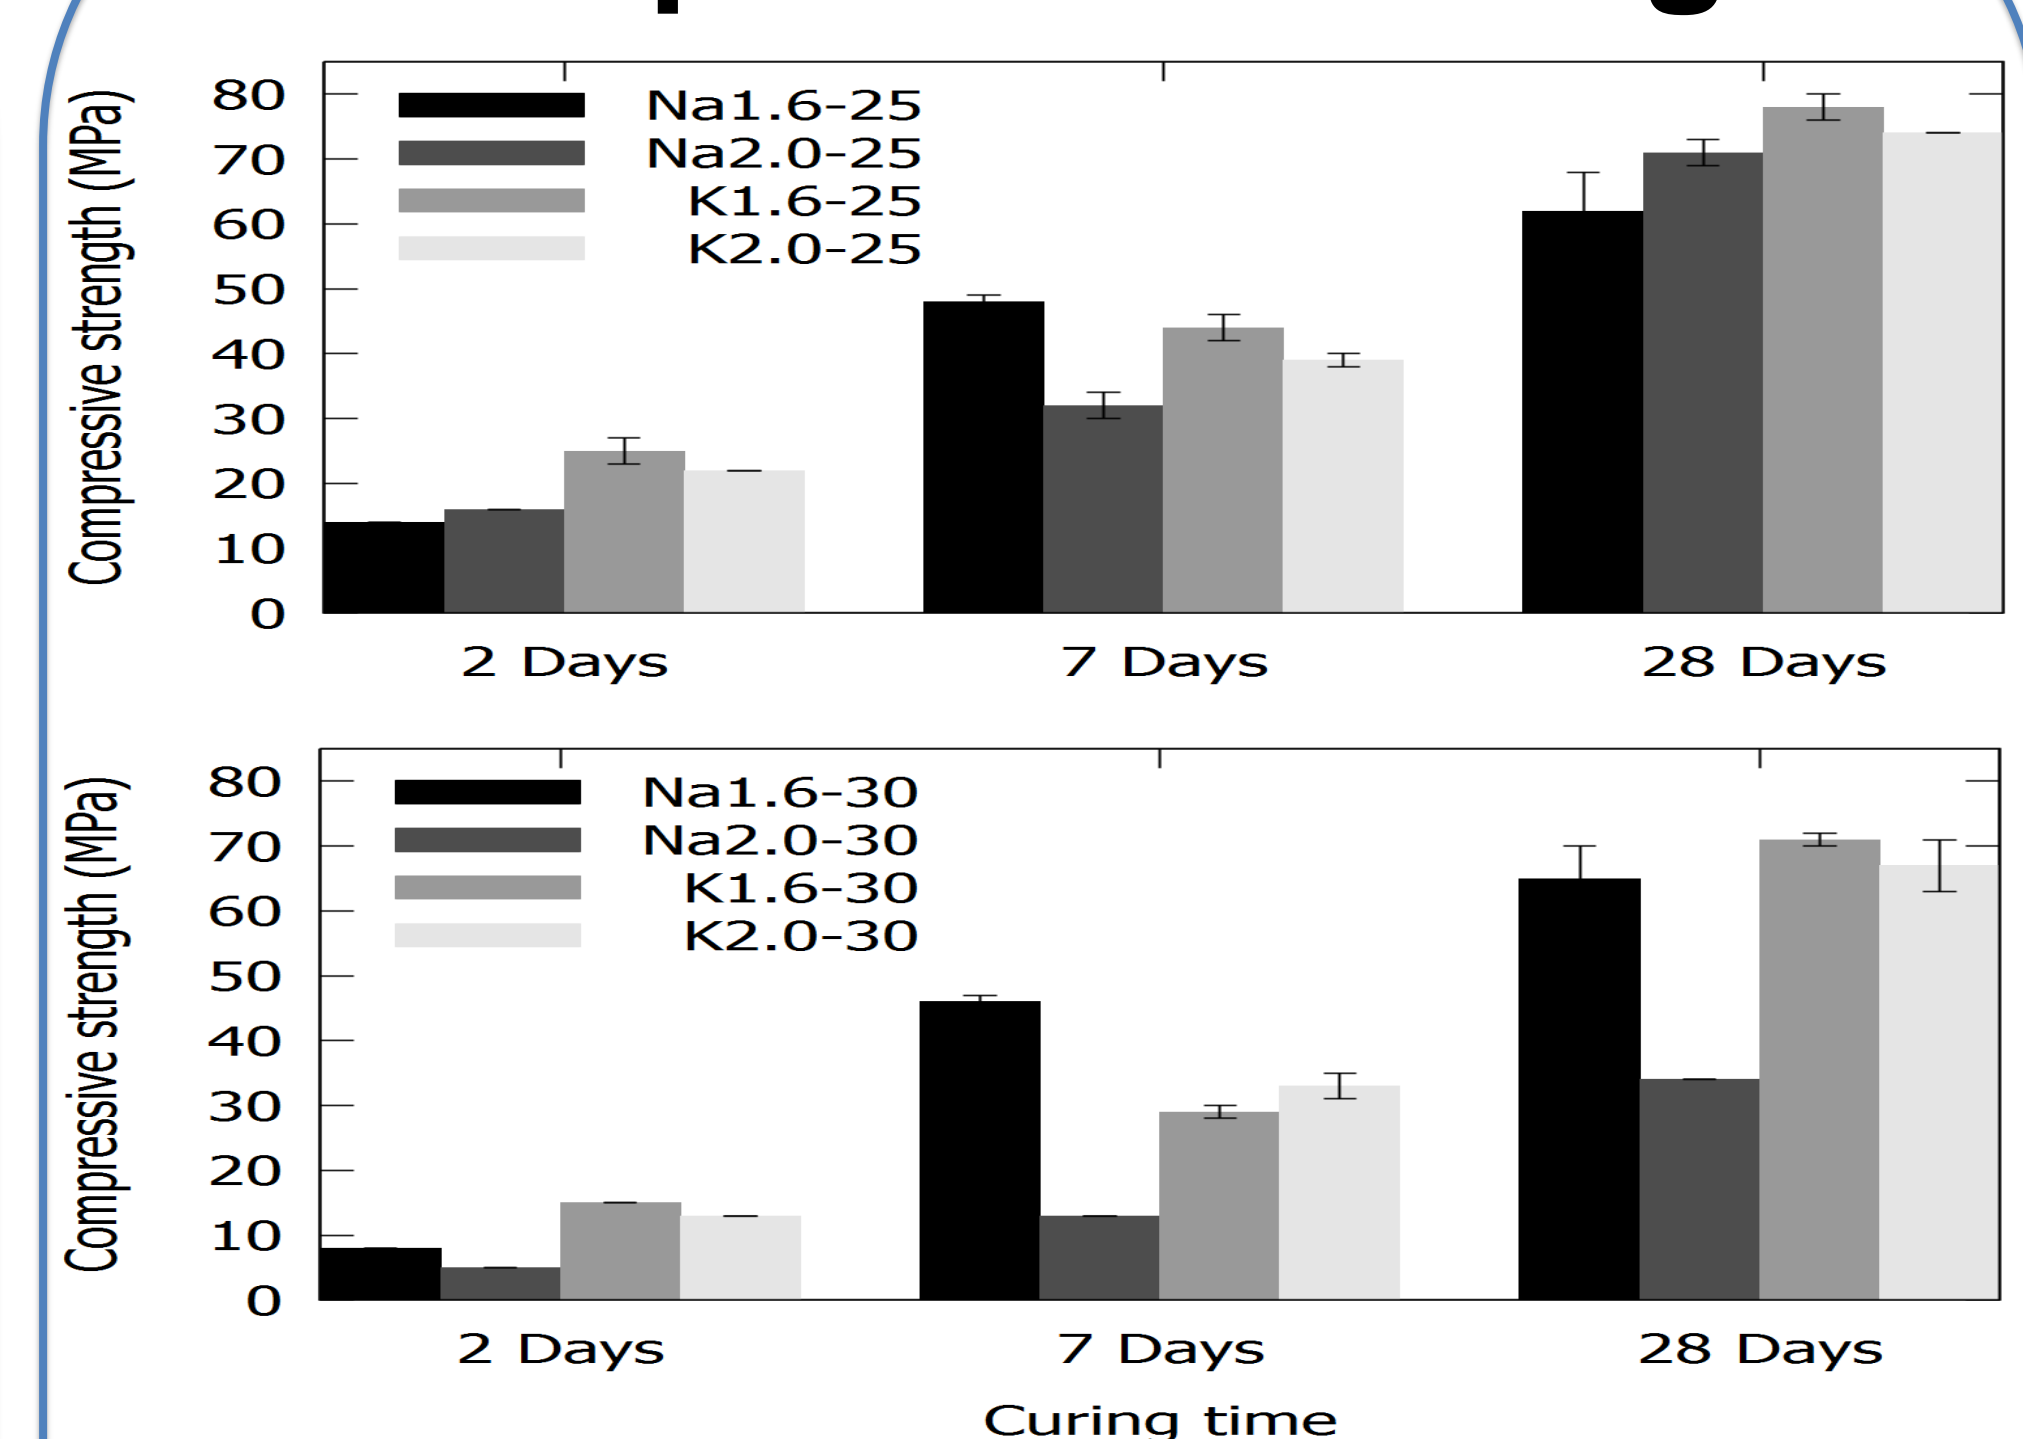 Compressive strength (MPa)
80
70
60
50
40
30
20
10
0
Na1.6-25
Na2.0-25
K1.6-25
K2.0-25
2 Days
7 Days
28 Days
Compressive strength (MPa)
80
70
60
50
40
30
20
10
0
Na1.6-30
Na2.0-30
K1.6-30
K2.0-30
2 Days
7 Days
28 Days
Curing time